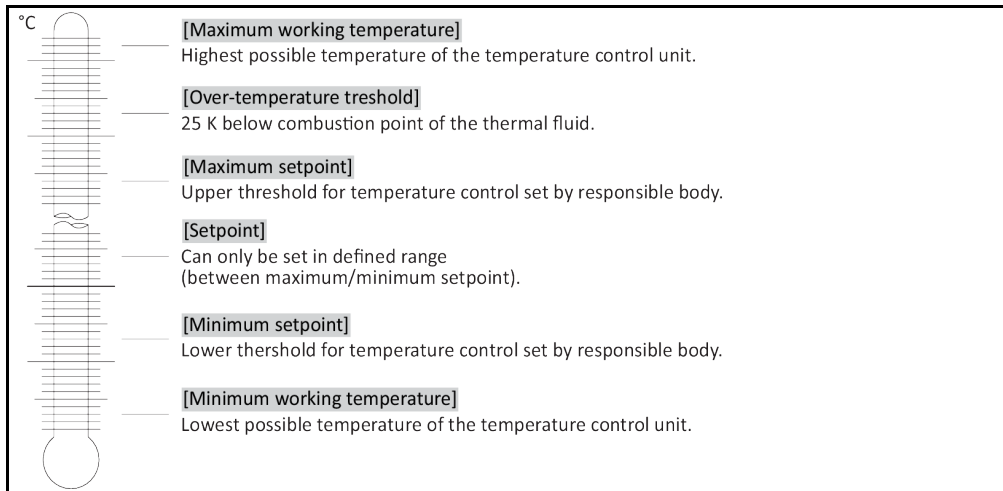 °C
[Maximum working temperature]
Highest possible temperature of the temperature control unit.
[Over-temperature treshold]
25 K below combustion point of the thermal fluid.
[Maximum setpoint]
Upper threshold for temperature control set by responsible body.
[Setpoint]
Can only be set in defined range
(between maximum/minimum setpoint).
[Minimum setpoint]
Lower thershold for temperature control set by responsible body.
[Minimum working temperature]
Lowest possible temperature of the temperature control unit.